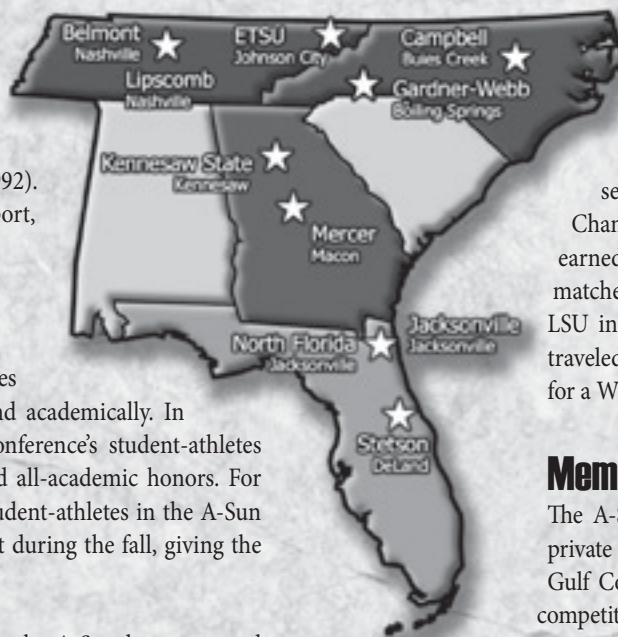 Belmont
Nashville
Lipscomb
Nashville
ETSU
Johnson City
Campbell
Buies Creek
Gardner-Webb
Boiling Springs
Kennesaw State
Kennesaw
Mercer
Macon
North Florida
Jacksonville
Jacksonville
Jacksonville
Stetson
DeLand
92).
port,
es
nd academically. In
onference's student-athletes
d all-academic honors. For
udent-athletes in the A-Sun
t during the fall, giving the
se
Chan
earned
matche
LSU in
traveled
for a W
Mem
The A-S
private
Gulf Co
competit